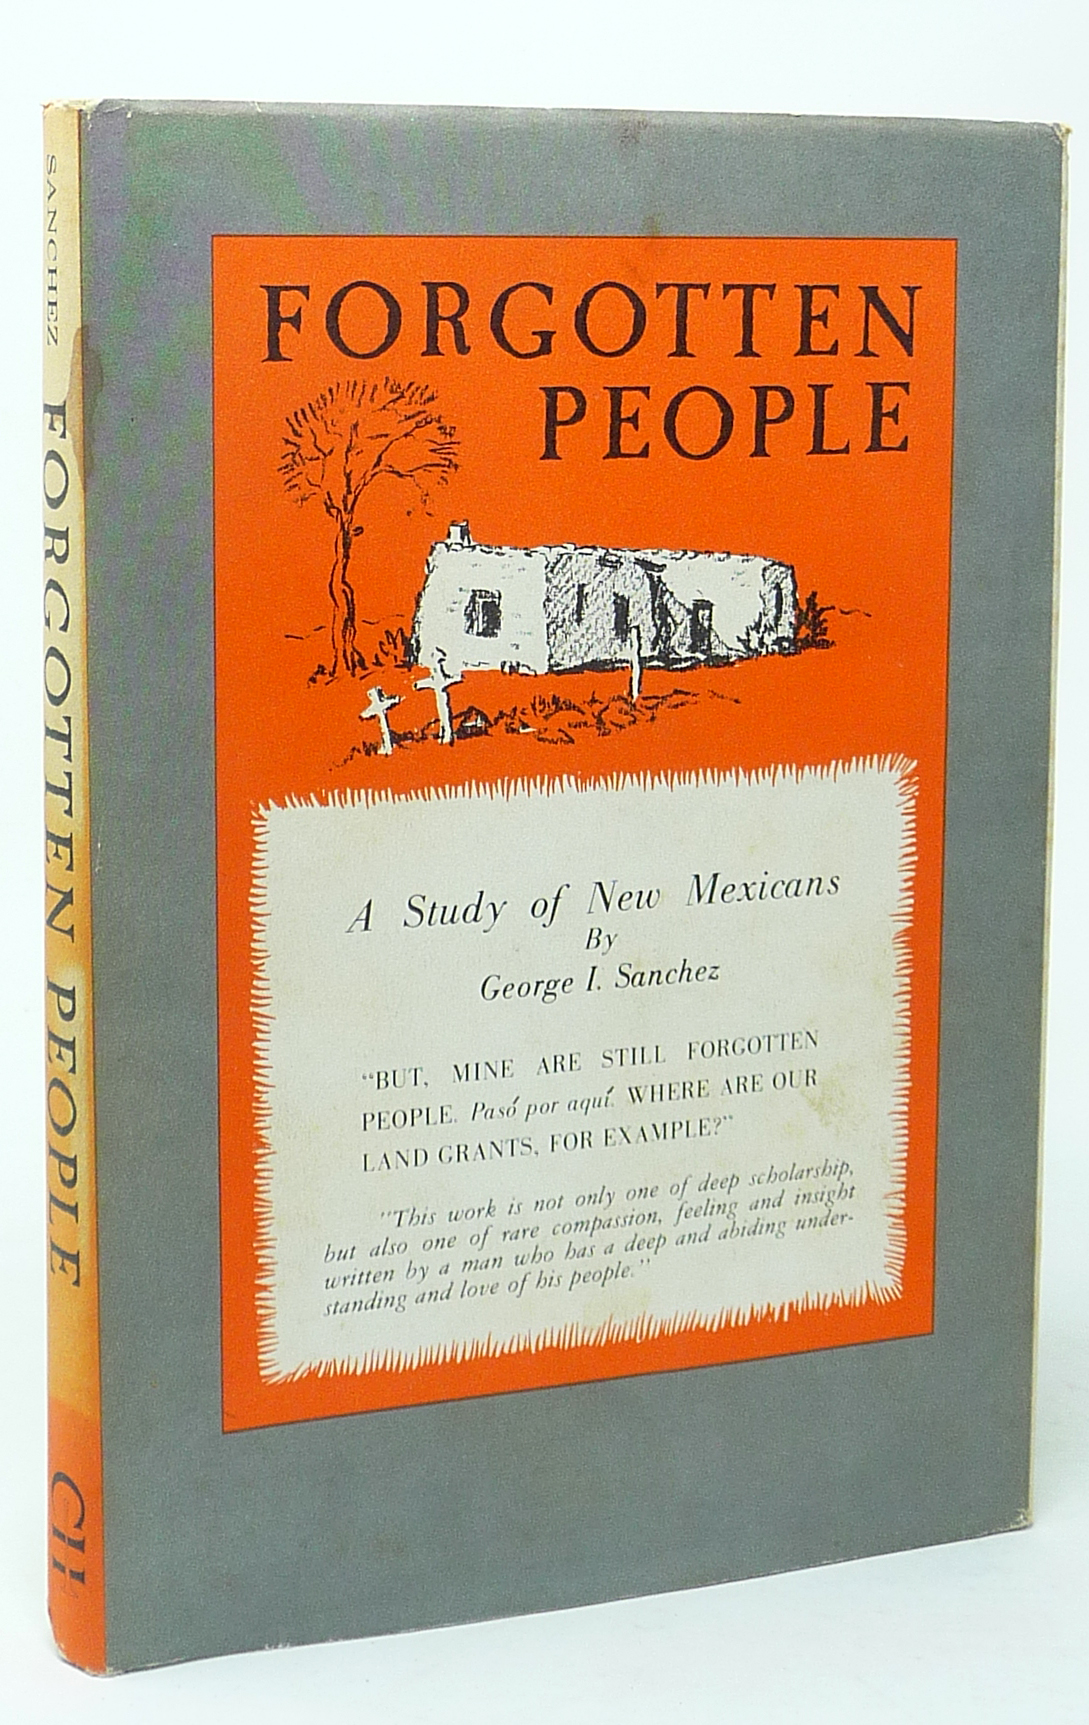 SANCHEZ
FORGOTTEN PEOPLE
FORGOTTEN
PEOPLE
A Study of New Mexicans
By
George I. Sanchez
“BUT, MINE ARE STILL FORGOTTEN
PEOPLE. Pasó por aquí. WHERE ARE OUR
LAND GRANTS, FOR EXAMPLE?”
"This work is not only one of deep scholarship,
but also one of rare compassion, feeling and insight
written by a man who has a deep and abiding under-
standing and love of his people."